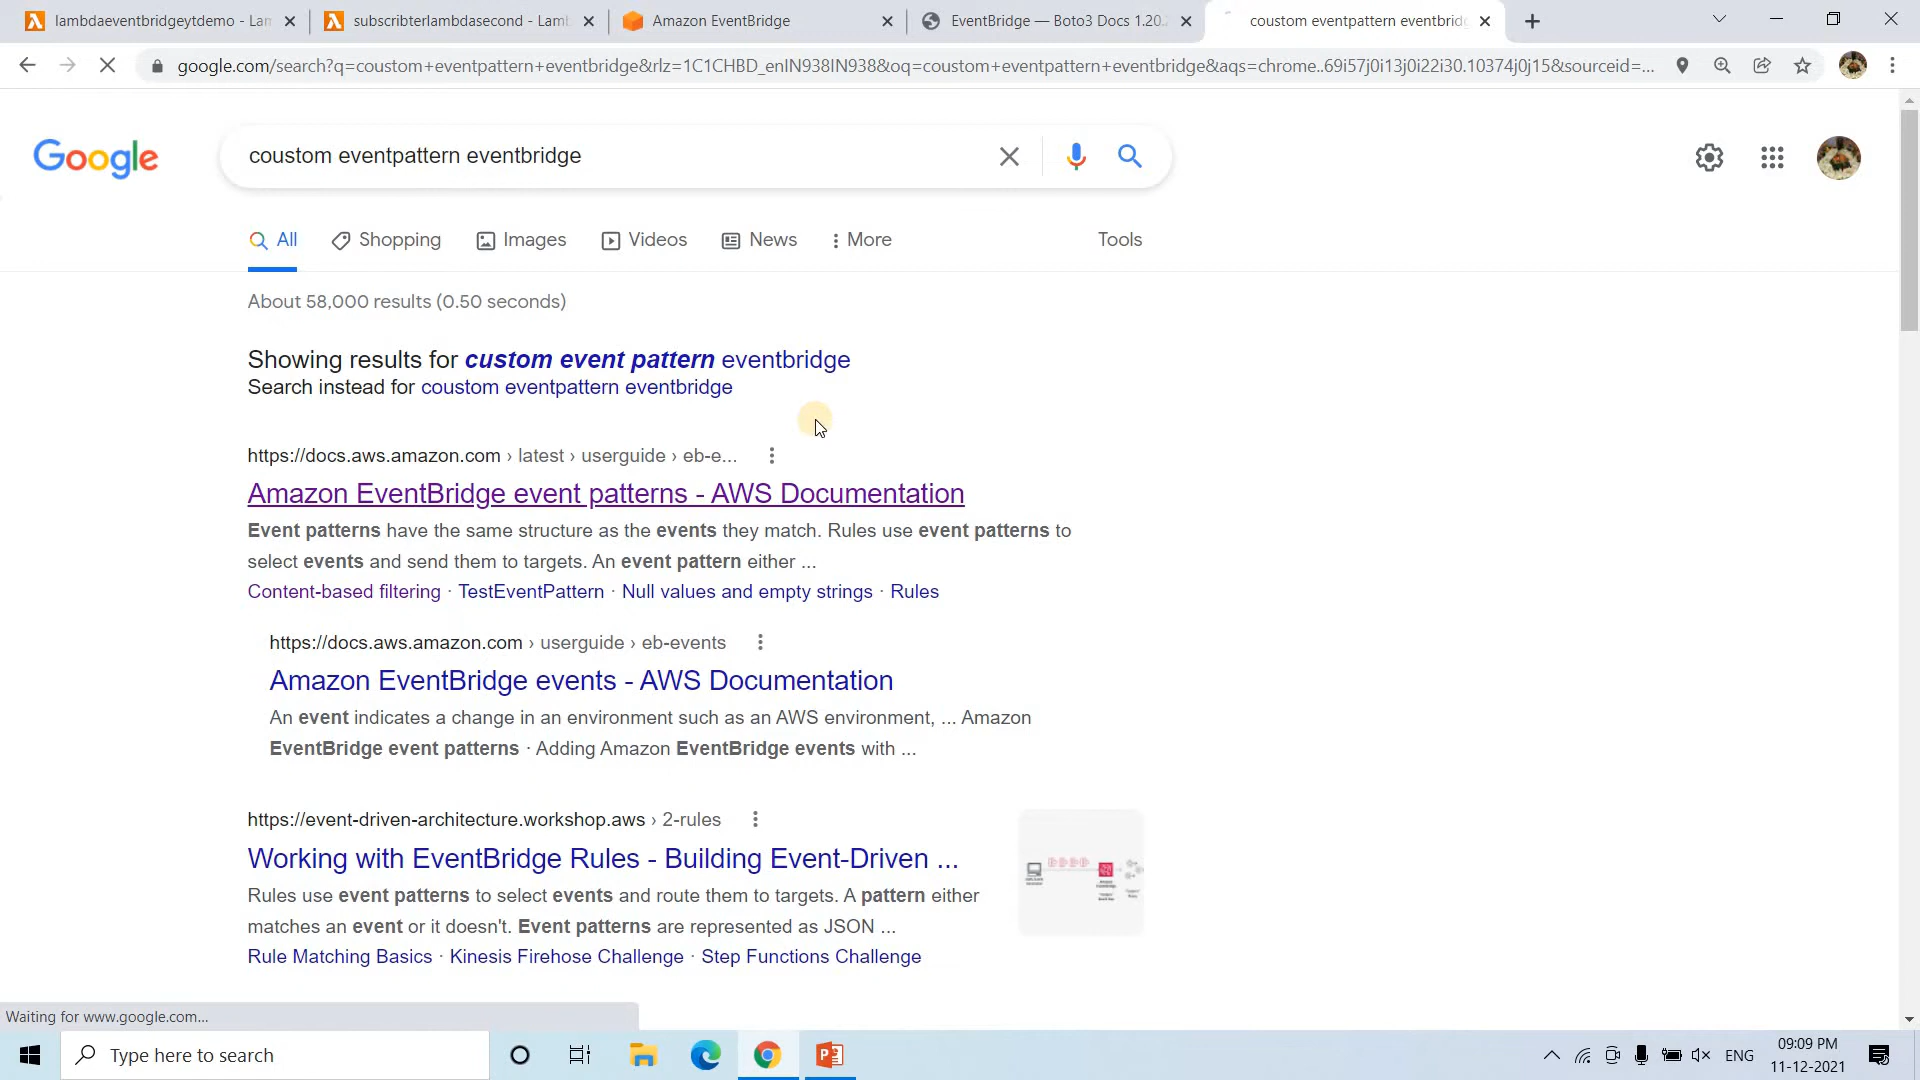 lambdaeventbridgeytdemo - Lam
subscribterlambdasecond - Lamb
Amazon EventBridge
EventBridge — Boto3 Docs 1.20.
coustom eventpattern eventbridg
google.com/search?q=coustom+eventpattern+eventbridge&rlz=1C1CHBD_enIN938IN938&oq=coustom+eventpattern+eventbridge&aqs=chrome..69i57j0i13j0i22i30.10374j0j15&sourceid=...
Google
coustom eventpattern eventbridge
All
Shopping
Images
Videos
News
More
Tools
About 58,000 results (0.50 seconds)
Showing results for custom event pattern eventbridge
Search instead for coustom eventpattern eventbridge
https://docs.aws.amazon.com › latest › userguide › eb-e...
Amazon EventBridge event patterns - AWS Documentation
Event patterns have the same structure as the events they match. Rules use event patterns to
select events and send them to targets. An event pattern either ...
Content-based filtering · TestEventPattern · Null values and empty strings · Rules
https://docs.aws.amazon.com › userguide › eb-events
Amazon EventBridge events - AWS Documentation
An event indicates a change in an environment such as an AWS environment, ... Amazon
EventBridge event patterns · Adding Amazon EventBridge events with ...
https://event-driven-architecture.workshop.aws › 2-rules
Working with EventBridge Rules - Building Event-Driven ...
Rules use event patterns to select events and route them to targets. A pattern either
matches an event or it doesn't. Event patterns are represented as JSON ...
Rule Matching Basics · Kinesis Firehose Challenge · Step Functions Challenge
Waiting for www.google.com...
Type here to search
ENG
09:09 PM
11-12-2021